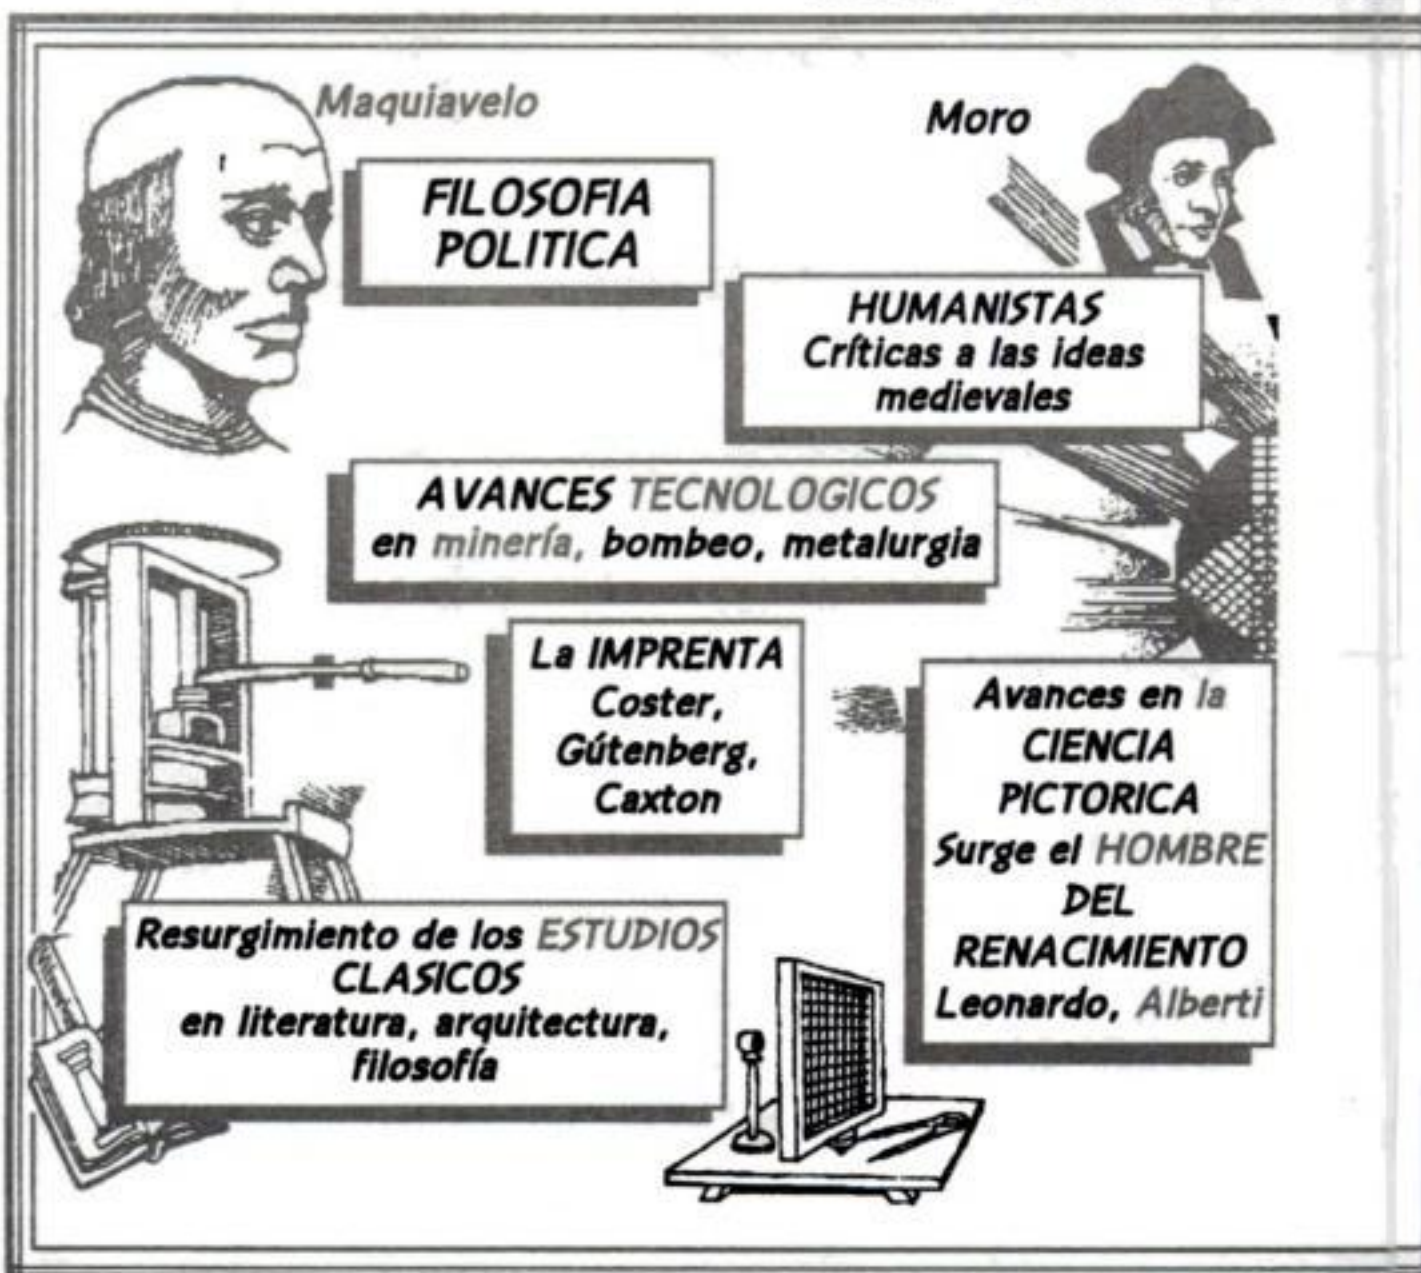 Maquiavelo
Moro
FILOSOFIA
POLITICA
HUMANISTAS
Críticas a las ideas
medievales
AVANCES TECNOLOGICOS
en minería, bombeo, metalurgia
La IMPRENTA
Coster,
Gútenberg,
Caxton
Avances en la
CIENCIA
PICTORICA
Surge el HOMBRE
DEL
RENACIMIENTO
Leonardo, Alberti
Resurgimiento de los ESTUDIOS
CLASICOS
en literatura, arquitectura,
filosofía